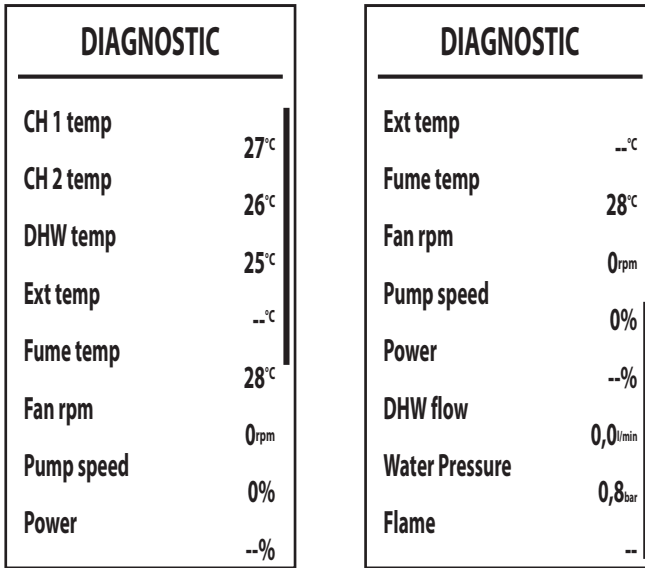 DIAGNOSTIC
CH 1 temp
27°C
CH 2 temp
26°C
DHW temp
25°C
Ext temp
--°C
Fume temp
28°C
Fan rpm
0rpm
Pump speed
0%
Power
--%
DIAGNOSTIC
Ext temp
--°C
Fume temp
28°C
Fan rpm
0rpm
Pump speed
0%
Power
--%
DHW flow
0,0l/min
Water Pressure
0,8bar
Flame
--